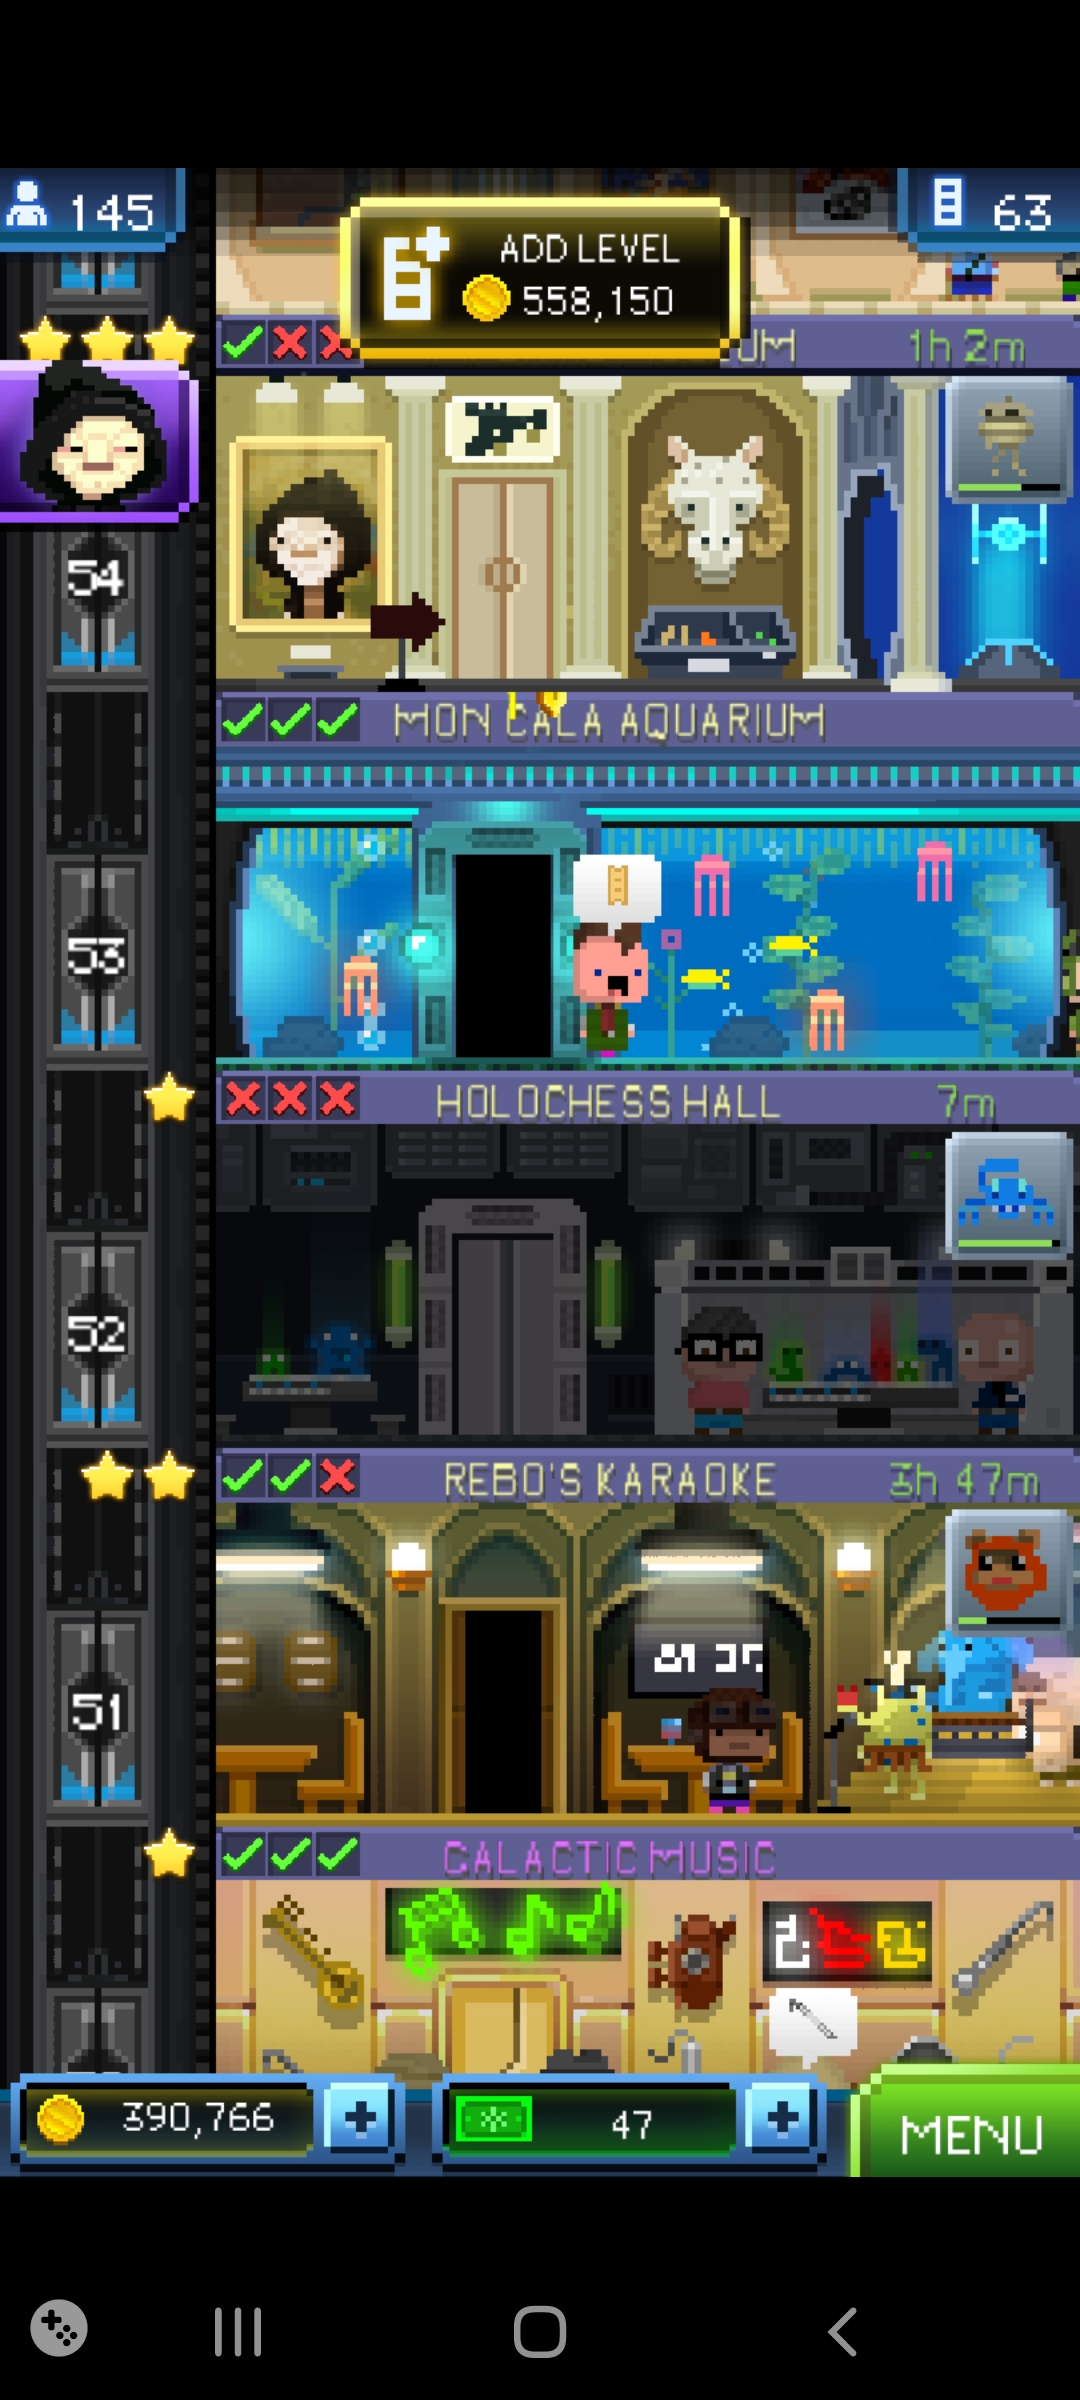 145
ADD LEVEL
558,150
63
UM
1h 2m
54
MON CALA AQUARIUM
53
HOLOCHESS HALL
7m
52
REBO'S KARAOKE
3h 47m
51
GALACTIC MUSIC
390,766
47
MENU